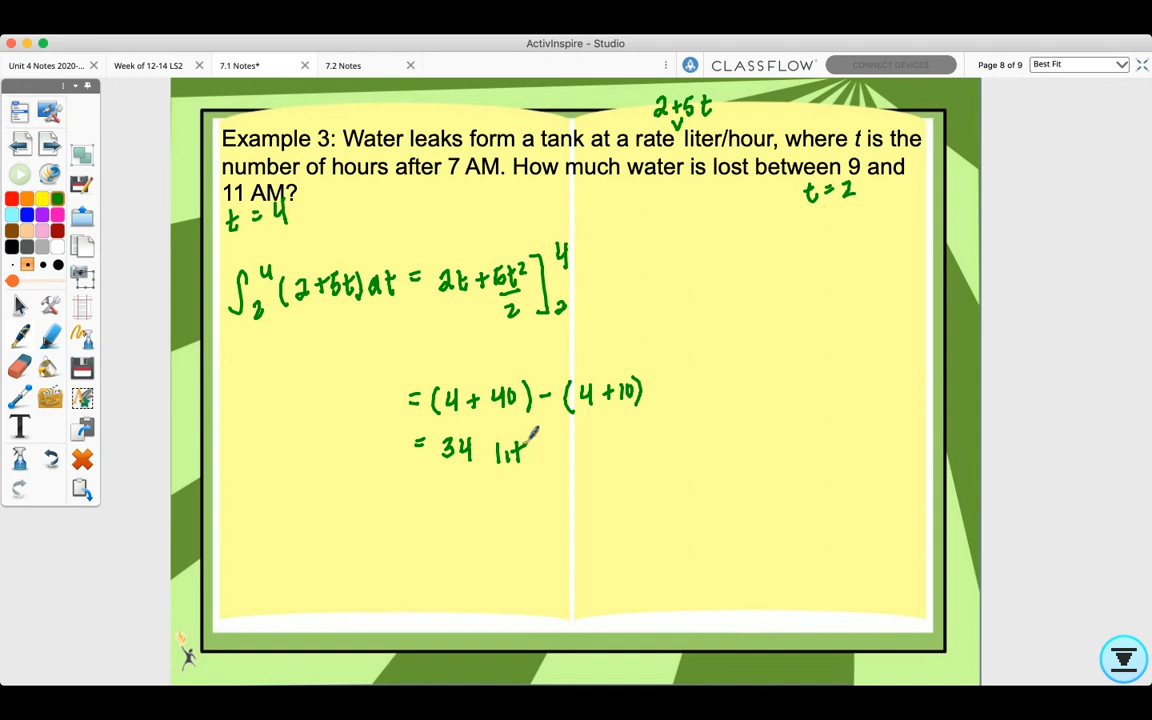 ActivInspire - Studio
Unit 4 Notes 2020-... Week of 12-14 LS2 7.1 Notes* 7.2 Notes CLASSFLOW CONNECT DEVICES Page 8 of 9 Best Fit
2+5t
Example 3: Water leaks form a tank at a rate liter/hour, where t is the
number of hours after 7 AM. How much water is lost between 9 and
11 AM?
t = 2
t = 4
∫₂⁴ (2+5t)dt = 2t + 5t²/2 ]₂⁴
= (4 + 40) - (4 + 10)
= 34 lit
T